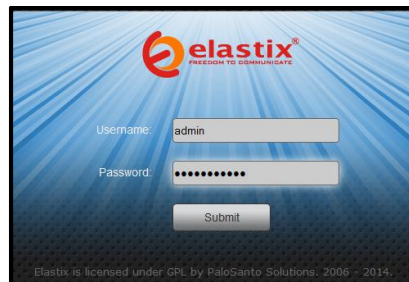 elastix®
FREEDOM TO COMMUNICATE
Username: admin
Password: •••••••••••
Submit
Elastix is licensed under GPL by PaloSanto Solutions. 2006 - 2014.